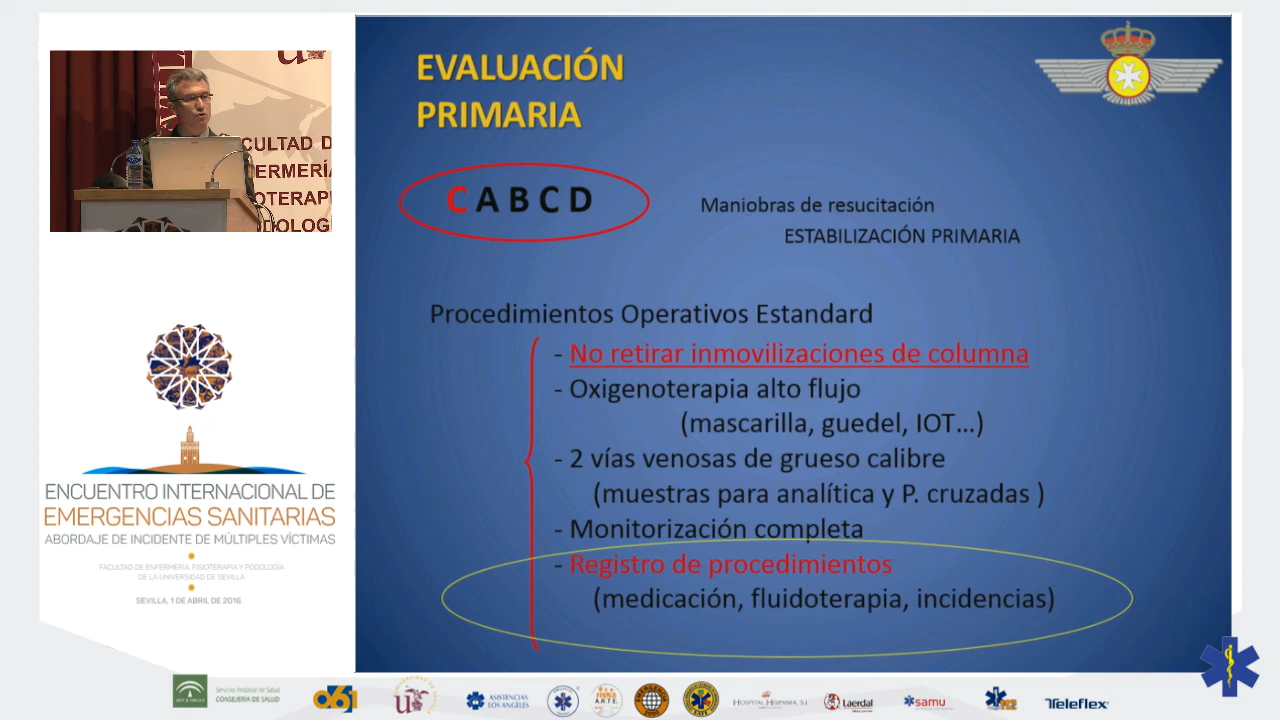 EVALUACIÓN
PRIMARIA
C A B C D
Maniobras de resucitación
ESTABILIZACIÓN PRIMARIA
Procedimientos Operativos Estandard
- No retirar inmovilizaciones de columna
- Oxigenoterapia alto flujo
(mascarilla, guedel, IOT...)
- 2 vías venosas de grueso calibre
(muestras para analítica y P. cruzadas )
- Monitorización completa
- Registro de procedimientos
(medicación, fluidoterapia, incidencias)
CULTAD D
ERMERÍA
OTERAPI
DOLOGÍ
ENCUENTRO INTERNACIONAL DE
EMERGENCIAS SANITARIAS
ABORDAJE DE INCIDENTE DE MÚLTIPLES VÍCTIMAS
FACULTAD DE ENFERMERÍA, FISIOTERAPIA Y PODOLOGÍA
DE LA UNIVERSIDAD DE SEVILLA
SEVILLA, 1 DE ABRIL DE 2016
Servicio Andaluz de Salud
CONSEJERÍA DE SALUD
061
ASISTENCIAS
LOS ANGELES
A.R.T.E.
HOSPITAL HISPANIA, S.L.
Laerdal
samu
Teleflex